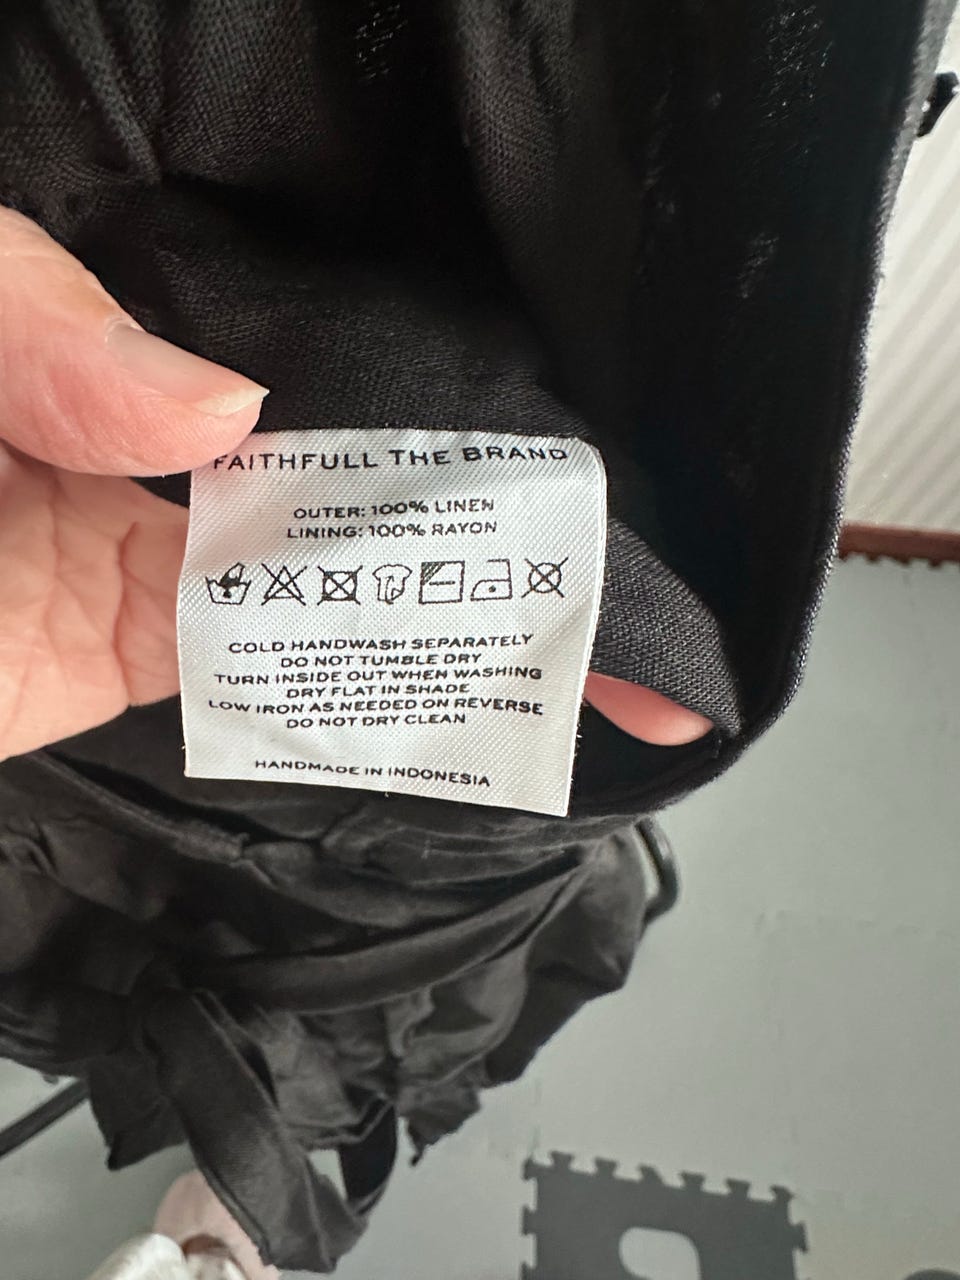 FAITHFULL THE BRAND
OUTER: 100% LINEN
LINING: 100% RAYON
COLD HANDWASH SEPARATELY
DO NOT TUMBLE DRY
TURN INSIDE OUT WHEN WASHING
DRY FLAT IN SHADE
LOW IRON AS NEEDED ON REVERSE
DO NOT DRY CLEAN
HANDMADE IN INDONESIA